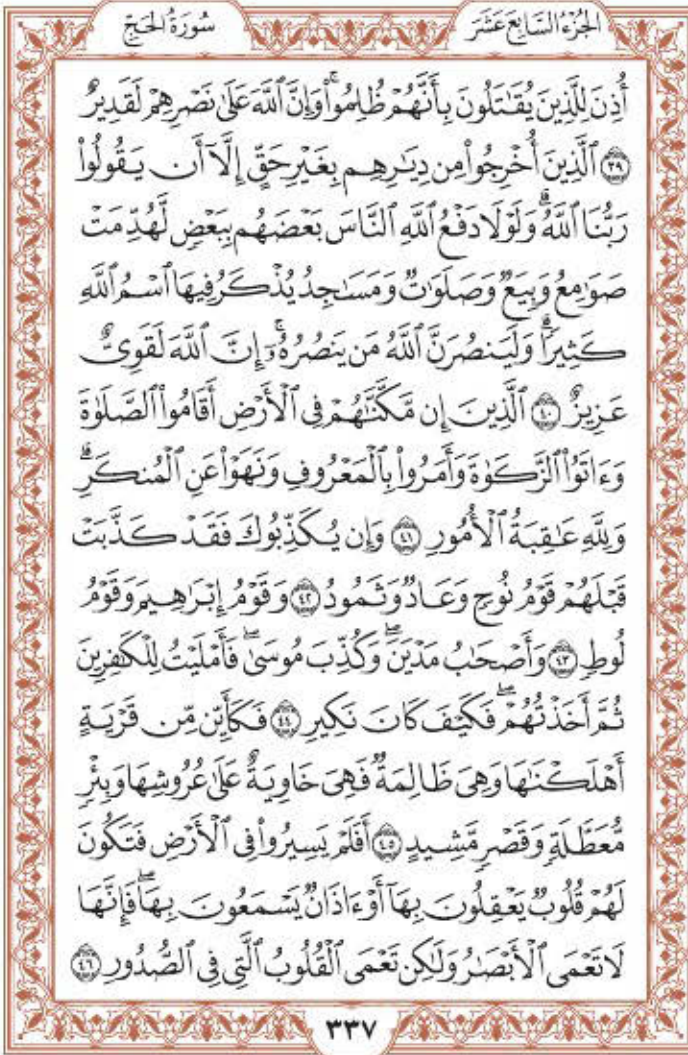 الجُزْءُ السَّابِعَ عَشَرَ
سُورَةُ الحَجّ
أُذِنَ لِلَّذِينَ يُقَٰتَلُونَ بِأَنَّهُمۡ ظُلِمُواْۚ وَإِنَّ ٱللَّهَ عَلَىٰ نَصۡرِهِمۡ لَقَدِيرٌ
٣٩ ٱلَّذِينَ أُخۡرِجُواْ مِن دِيَٰرِهِم بِغَيۡرِ حَقٍّ إِلَّآ أَن يَقُولُواْ
رَبُّنَا ٱللَّهُۗ وَلَوۡلَا دَفۡعُ ٱللَّهِ ٱلنَّاسَ بَعۡضَهُم بِبَعۡضٖ لَّهُدِّمَتۡ
صَوَٰمِعُ وَبِيَعٞ وَصَلَوَٰتٞ وَمَسَٰجِدُ يُذۡكَرُ فِيهَا ٱسۡمُ ٱللَّهِ
كَثِيرٗاۗ وَلَيَنصُرَنَّ ٱللَّهُ مَن يَنصُرُهُۥٓۚ إِنَّ ٱللَّهَ لَقَوِيٌّ
عَزِيزٌ ٤٠ ٱلَّذِينَ إِن مَّكَّنَّٰهُمۡ فِي ٱلۡأَرۡضِ أَقَامُواْ ٱلصَّلَوٰةَ
وَءَاتَوُاْ ٱلزَّكَوٰةَ وَأَمَرُواْ بِٱلۡمَعۡرُوفِ وَنَهَوۡاْ عَنِ ٱلۡمُنكَرِۗ
وَلِلَّهِ عَٰقِبَةُ ٱلۡأُمُورِ ٤١ وَإِن يُكَذِّبُوكَ فَقَدۡ كَذَّبَتۡ
قَبۡلَهُمۡ قَوۡمُ نُوحٖ وَعَادٞ وَثَمُودُ ٤٢ وَقَوۡمُ إِبۡرَٰهِيمَ وَقَوۡمُ
لُوطٖ ٤٣ وَأَصۡحَٰبُ مَدۡيَنَۖ وَكُذِّبَ مُوسَىٰۖ فَأَمۡلَيۡتُ لِلۡكَٰفِرِينَ
ثُمَّ أَخَذۡتُهُمۡۖ فَكَيۡفَ كَانَ نَكِيرِ ٤٤ فَكَأَيِّن مِّن قَرۡيَةٍ
أَهۡلَكۡنَٰهَا وَهِيَ ظَالِمَةٞ فَهِيَ خَاوِيَةٌ عَلَىٰ عُرُوشِهَا وَبِئۡرٖ
مُّعَطَّلَةٖ وَقَصۡرٖ مَّشِيدٍ ٤٥ أَفَلَمۡ يَسِيرُواْ فِي ٱلۡأَرۡضِ فَتَكُونَ
لَهُمۡ قُلُوبٞ يَعۡقِلُونَ بِهَآ أَوۡ ءَاذَانٞ يَسۡمَعُونَ بِهَاۖ فَإِنَّهَا
لَا تَعۡمَى ٱلۡأَبۡصَٰرُ وَلَٰكِن تَعۡمَى ٱلۡقُلُوبُ ٱلَّتِي فِي ٱلصُّدُورِ ٤٦
٣٣٧